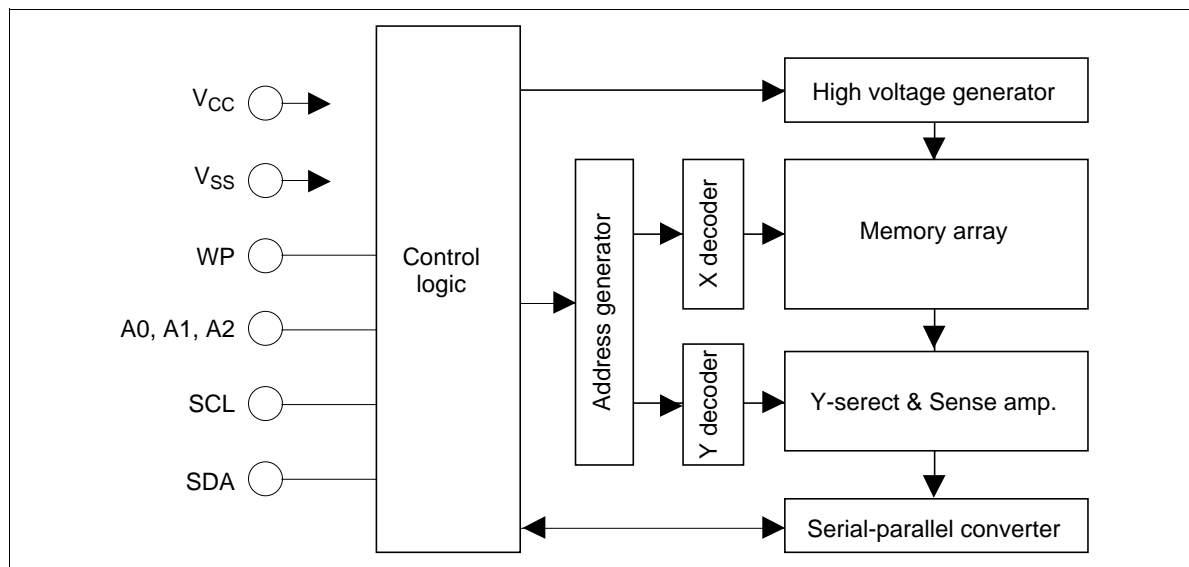 VCC
VSS
WP
A0, A1, A2
SCL
SDA
Control
logic
Address generator
X decoder
Y decoder
High voltage generator
Memory array
Y-serect & Sense amp.
Serial-parallel converter